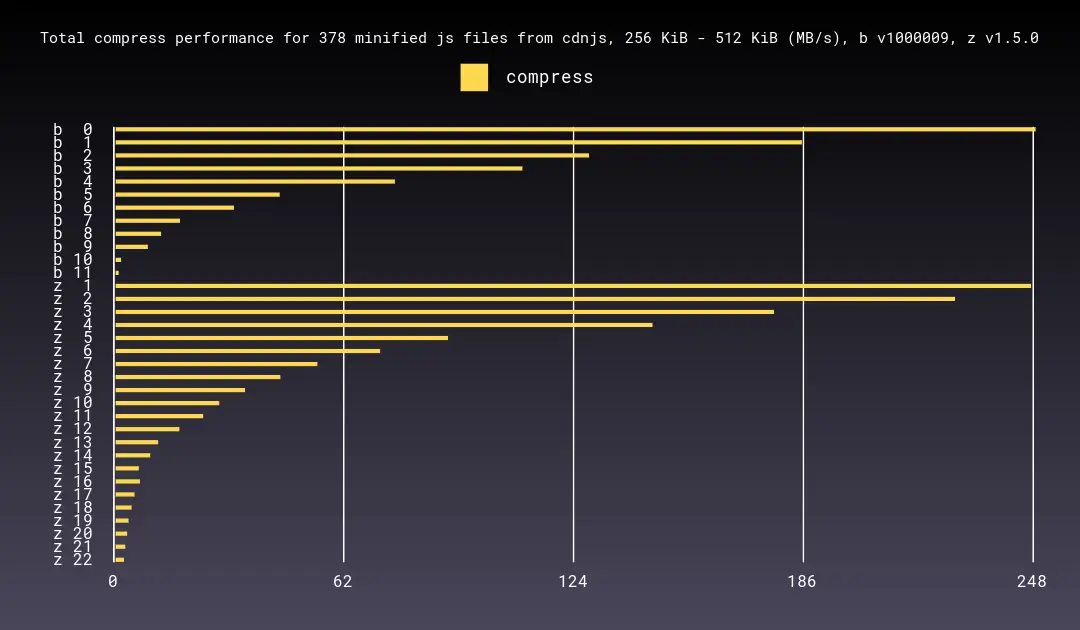 Total compress performance for 378 minified js files from cdnjs, 256 KiB - 512 KiB (MB/s), b v1000009, z v1.5.0
compress
b 0
b 1
b 2
b 3
b 4
b 5
b 6
b 7
b 8
b 9
b 10
b 11
z 1
z 2
z 3
z 4
z 5
z 6
z 7
z 8
z 9
z 10
z 11
z 12
z 13
z 14
z 15
z 16
z 17
z 18
z 19
z 20
z 21
z 22
0 62 124 186 248